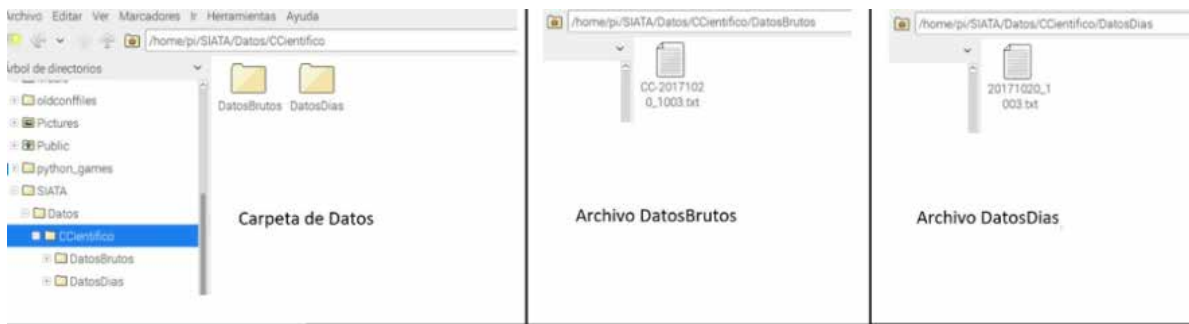 Archivo Editar Ver Marcadores Ir Herramientas Ayuda
/home/pi/SIATA/Datos/CCientifico
Árbol de directorios
oldconffiles
Pictures
Public
python_games
SIATA
Datos
CCientifico
DatosBrutos
DatosDias
DatosBrutos DatosDias
Carpeta de Datos
/home/pi/SIATA/Datos/CCientifico/DatosBrutos
CC-2017102
0_1003.txt
Archivo DatosBrutos
/home/pi/SIATA/Datos/CCientifico/DatosDias
20171020_1
003.txt
Archivo DatosDias